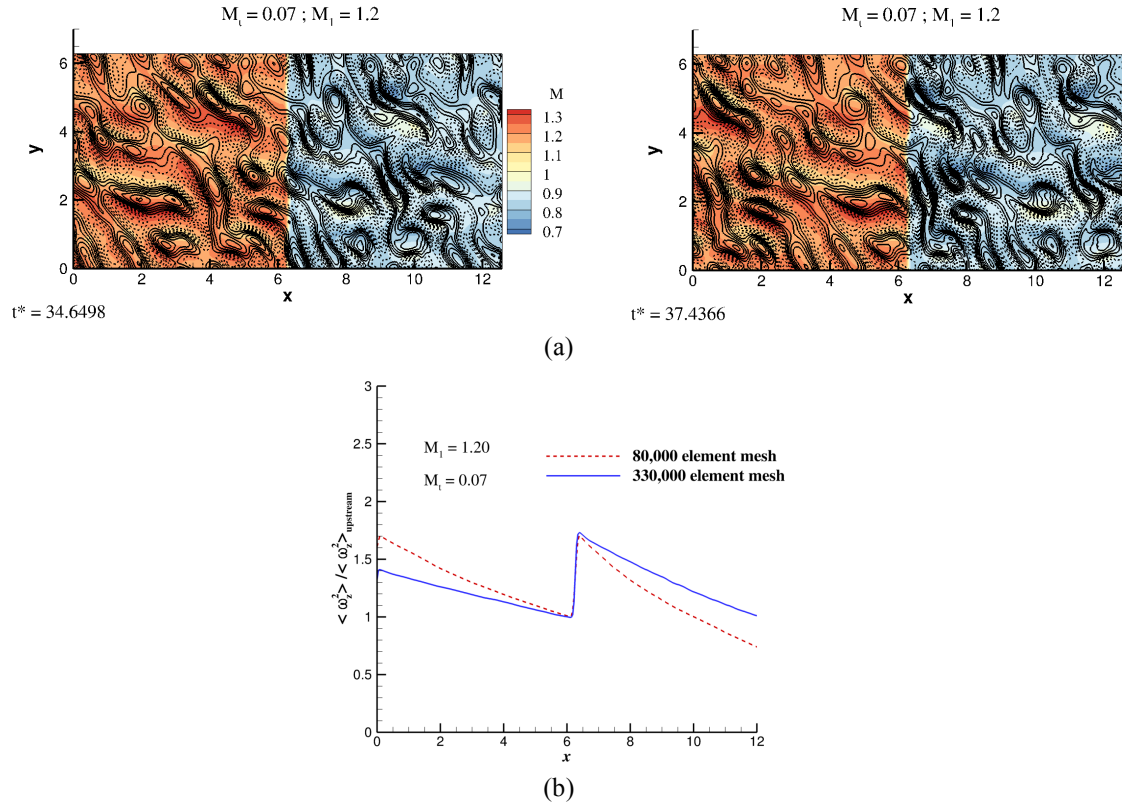 M_t = 0.07 ; M_1 = 1.2
M_t = 0.07 ; M_1 = 1.2
6
4
2
0
y
0
2
4
6
8
10
12
x
M
1.3
1.2
1.1
1
0.9
0.8
0.7
t* = 34.6498
6
4
2
0
y
0
2
4
6
8
10
12
x
t* = 37.4366
(a)
3
2.5
2
1.5
1
0.5
0
< ω_z^2 > / < ω_z^2 >_upstream
M_1 = 1.20
M_t = 0.07
80,000 element mesh
330,000 element mesh
0
2
4
6
8
10
12
x
(b)